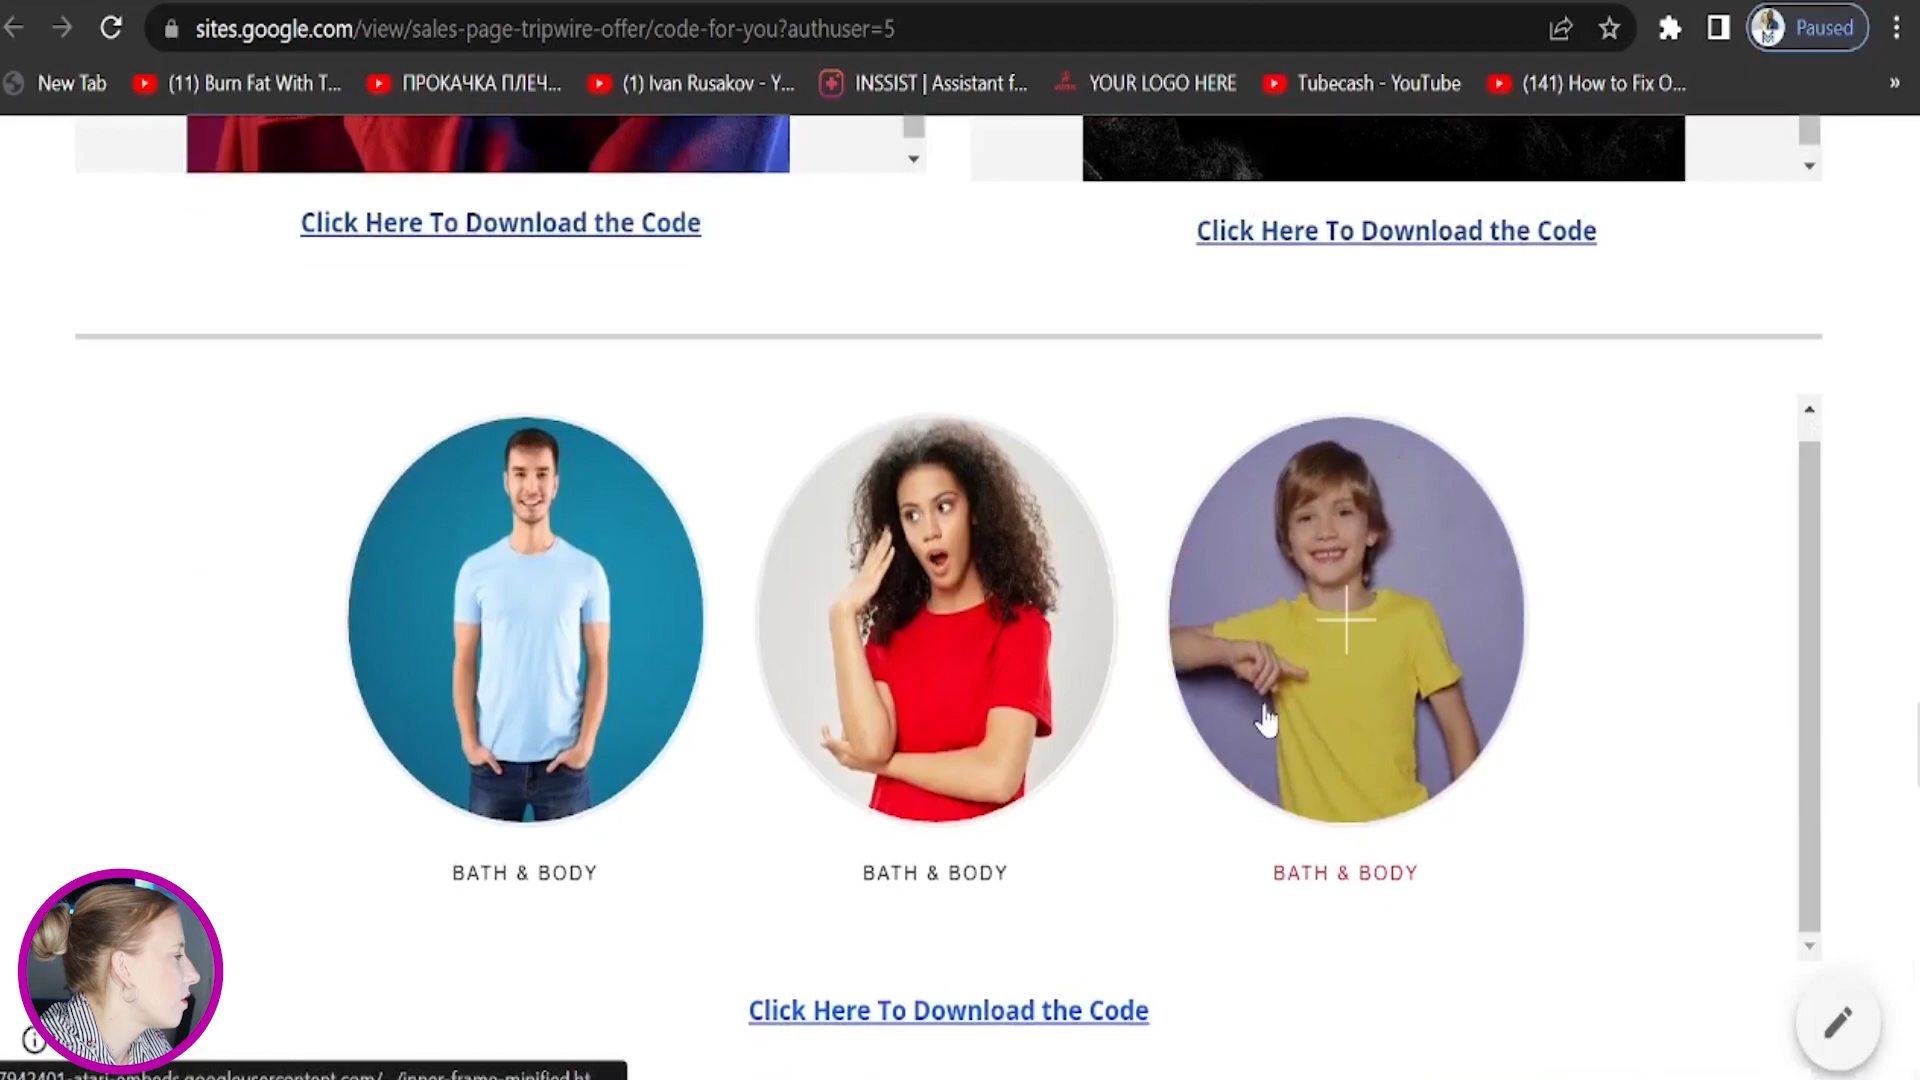 sites.google.com/view/sales-page-tripwire-offer/code-for-you?authuser=5
Paused
New Tab
(11) Burn Fat With T...
ПРОКАЧКА ПЛЕЧ...
(1) Ivan Rusakov - Y...
INSSIST | Assistant f...
YOUR LOGO HERE
Tubecash - YouTube
(141) How to Fix O...
»
Click Here To Download the Code
Click Here To Download the Code
BATH & BODY
BATH & BODY
BATH & BODY
Click Here To Download the Code